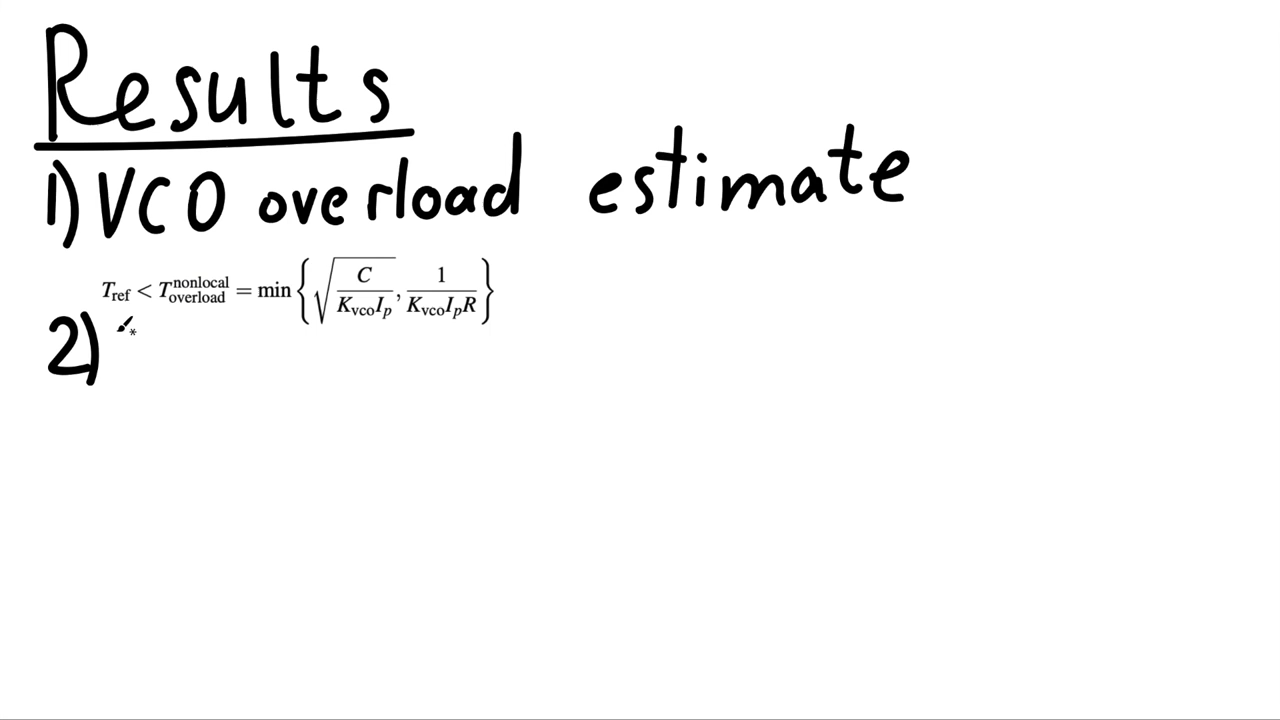 Results
1) VCO overload estimate
T_ref < T_overload^nonlocal = min { √(C / (K_vco I_p)), 1 / (K_vco I_p R) }
2)